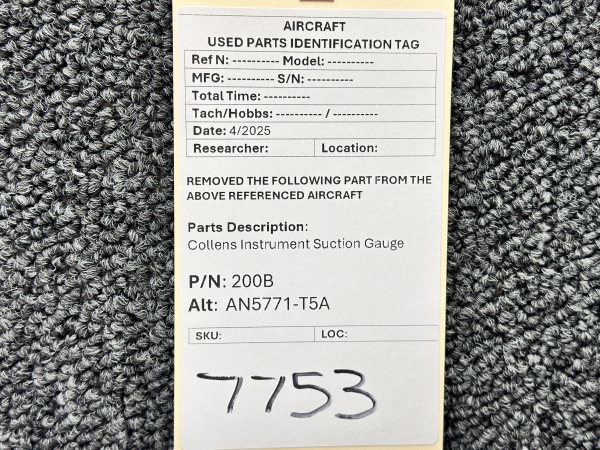 AIRCRAFT
USED PARTS IDENTIFICATION TAG
Ref N: ---------- Model: ----------
MFG: ---------- S/N: ----------
Total Time: ----------
Tach/Hobbs: ---------- / ----------
Date: 4/2025
Researcher: Location:
REMOVED THE FOLLOWING PART FROM THE
ABOVE REFERENCED AIRCRAFT
Parts Description:
Collens Instrument Suction Gauge
P/N: 200B
Alt: AN5771-T5A
SKU: LOC:
7753